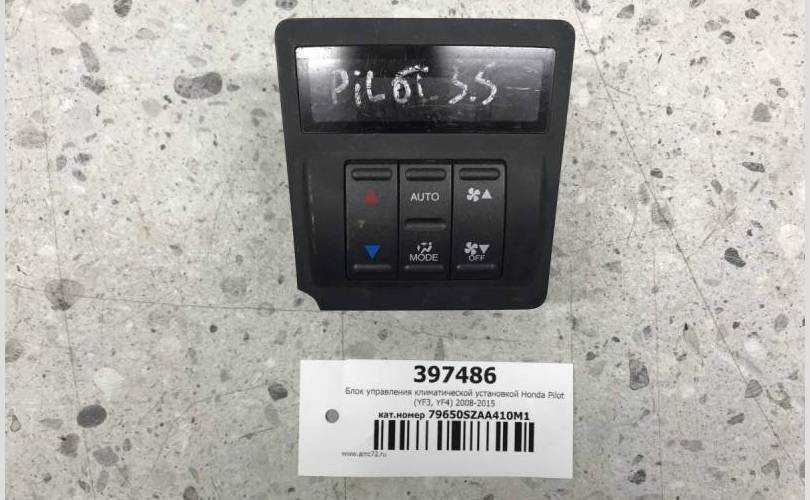 PiLOT 3.5
AUTO
MODE
OFF
397486
Блок управления климатической установкой Honda Pilot
(YF3, YF4) 2008-2015
кат.номер 79650SZAA410M1
www.amc72.ru